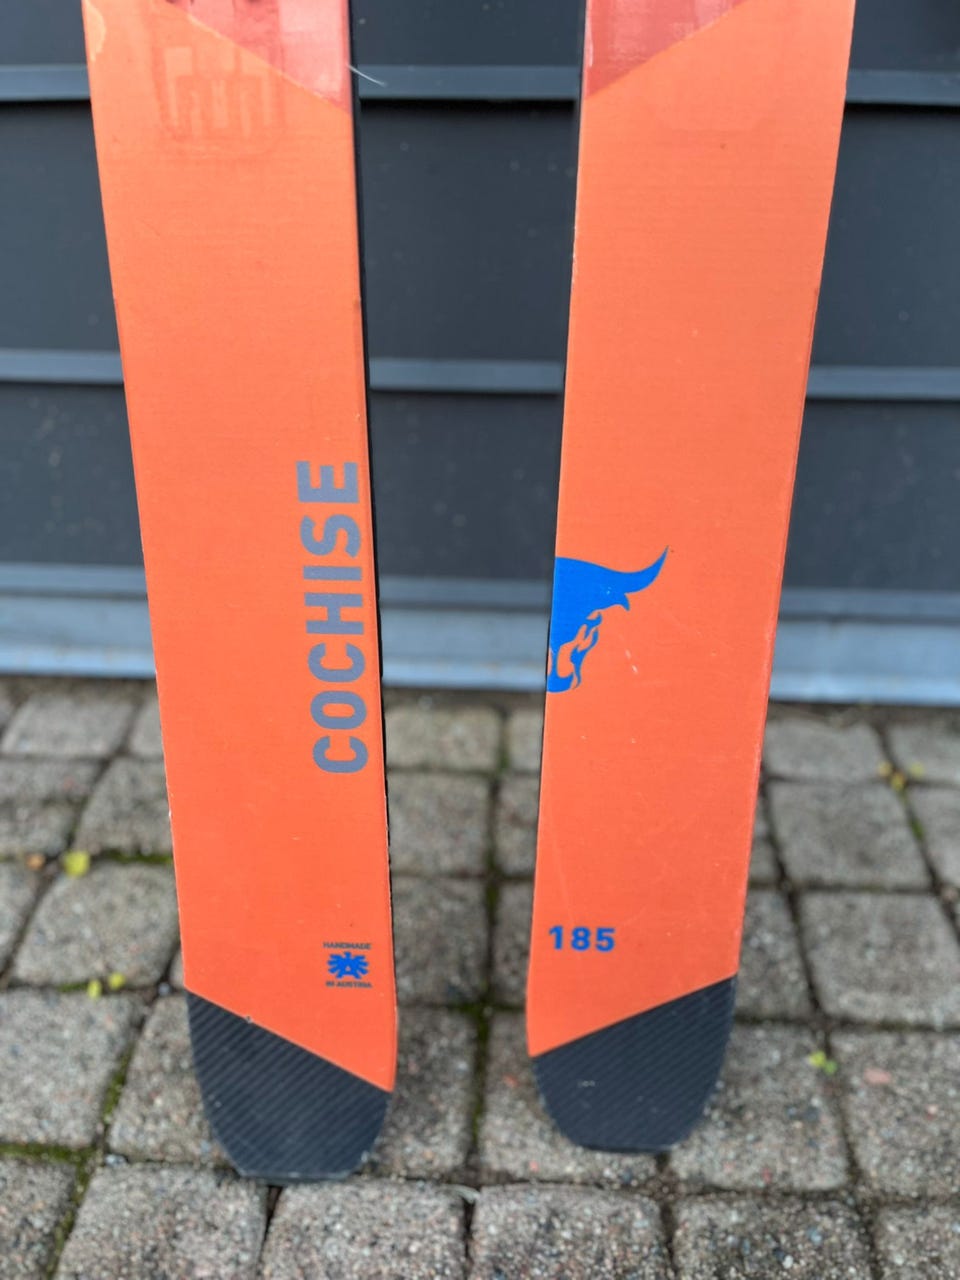 COCHISE
185
HANDMADE
IN AUSTRIA